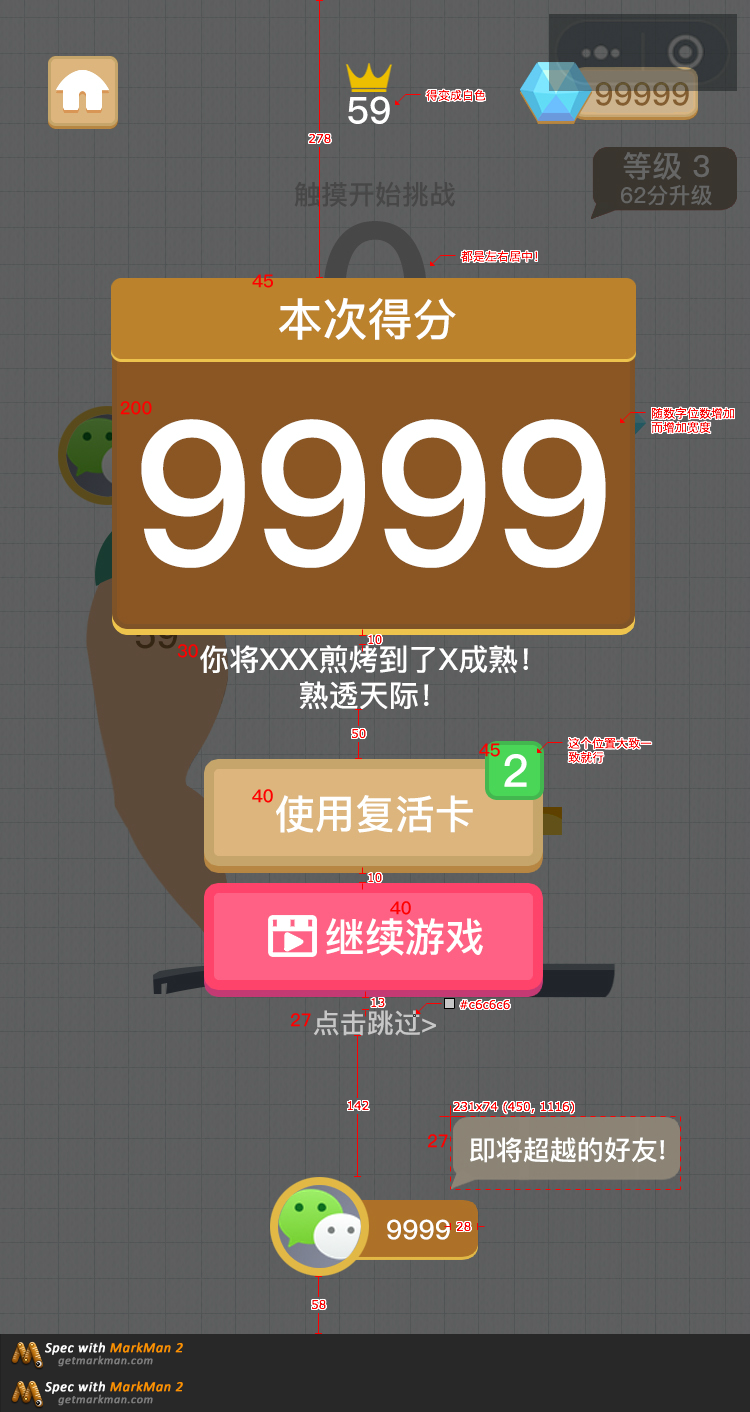 59
得变成白色
99999
278
等级 3
62分升级
触摸开始挑战
0
都是左右居中！
45
本次得分
200
9999
随数字位数增加
而增加宽度
59
10
30
你将XXX煎烤到了X成熟！
熟透天际！
50
这个位置大致一
致就行
45
2
40
使用复活卡
10
40
继续游戏
13
#c6c6c6
27
点击跳过>
142
231x74 (450, 1116)
27
即将超越的好友!
9999
28
58
Spec with MarkMan 2
getmarkman.com
Spec with MarkMan 2
getmarkman.com